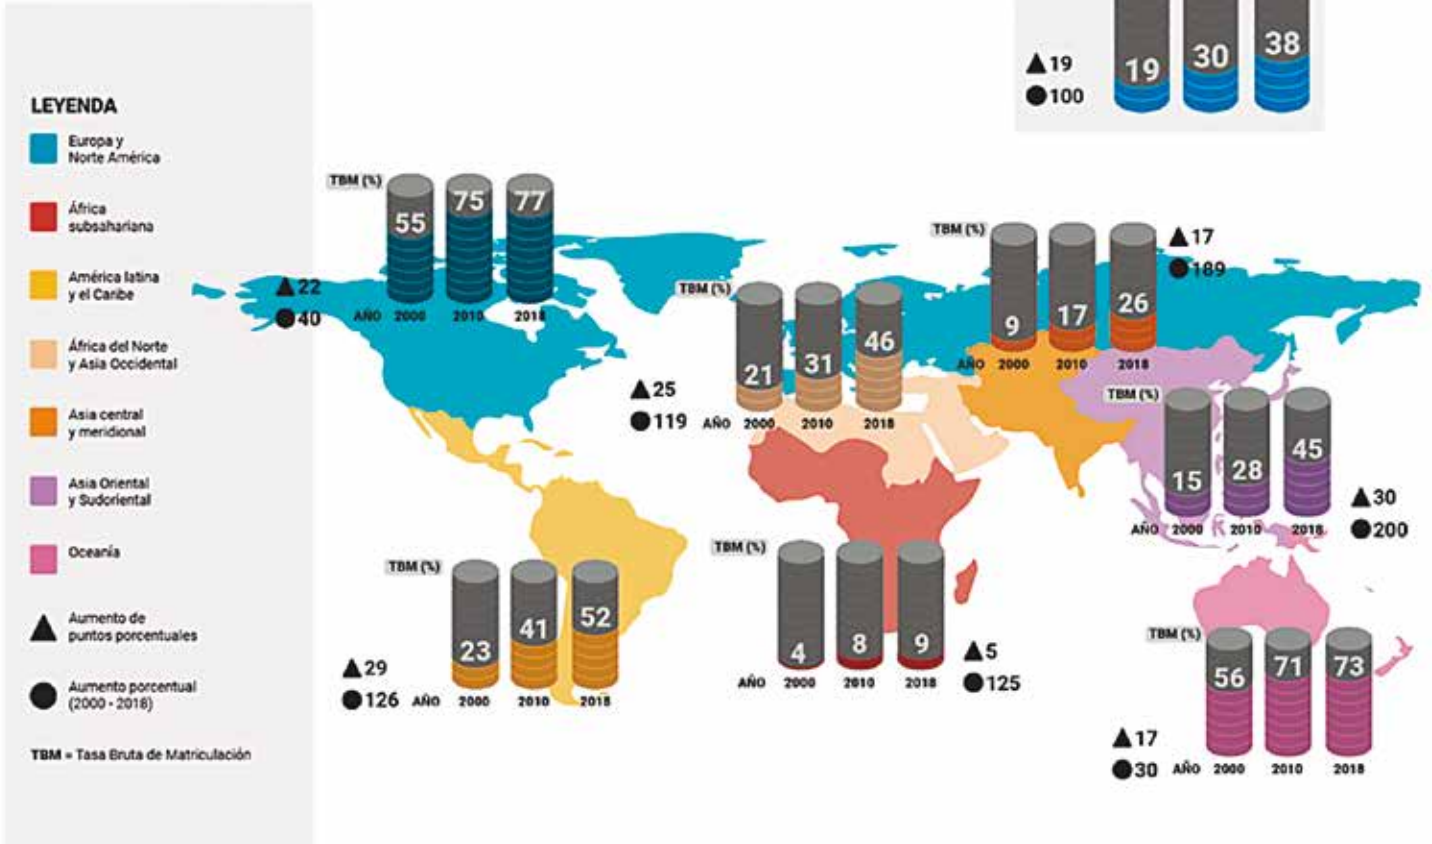 ▲19
●100
19 30 38
LEYENDA
Europa y
Norte América
África
subsahariana
América latina
y el Caribe
África del Norte
y Asia Occidental
Asia central
y meridional
Asia Oriental
y Sudoriental
Oceanía
Aumento de
puntos porcentuales
Aumento porcentual
(2000 - 2018)
TBM = Tasa Bruta de Matriculación
TBM (%)
55 75 77
▲22
●40
AÑO 2000 2010 2018
TBM (%)
21 31 46
▲25
●119
AÑO 2000 2010 2018
TBM (%)
9 17 26
▲17
●189
AÑO 2000 2010 2018
TBM (%)
15 28 45
▲30
●200
AÑO 2000 2010 2018
TBM (%)
23 41 52
▲29
●126
AÑO 2000 2010 2018
TBM (%)
4 8 9
▲5
●125
AÑO 2000 2010 2018
TBM (%)
56 71 73
▲17
●30
AÑO 2000 2010 2018